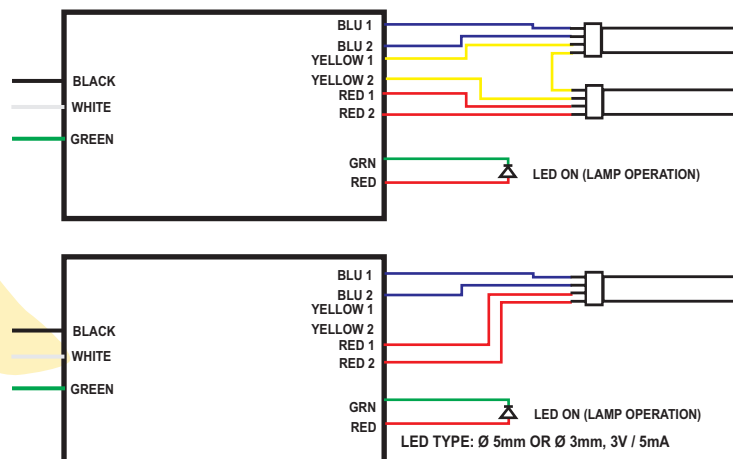 BLU 1
BLU 2
YELLOW 1
BLACK
YELLOW 2
RED 1
WHITE
RED 2
GREEN
GRN
LED ON (LAMP OPERATION)
RED
BLU 1
BLU 2
YELLOW 1
BLACK
YELLOW 2
RED 1
WHITE
RED 2
GREEN
GRN
LED ON (LAMP OPERATION)
RED
LED TYPE: Ø 5mm OR Ø 3mm, 3V / 5mA